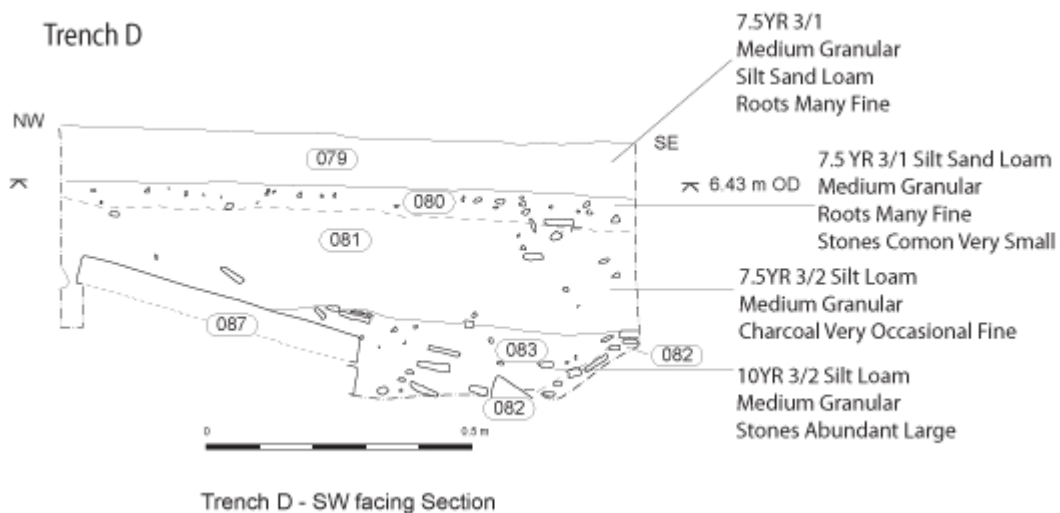 Trench D
7.5YR 3/1
Medium Granular
Silt Sand Loam
Roots Many Fine
NW
SE
079
6.43 m OD
7.5 YR 3/1 Silt Sand Loam
Medium Granular
Roots Many Fine
Stones Comon Very Small
080
081
7.5YR 3/2 Silt Loam
Medium Granular
Charcoal Very Occasional Fine
087
083
082
10YR 3/2 Silt Loam
Medium Granular
Stones Abundant Large
082
0
0.5 m
Trench D - SW facing Section